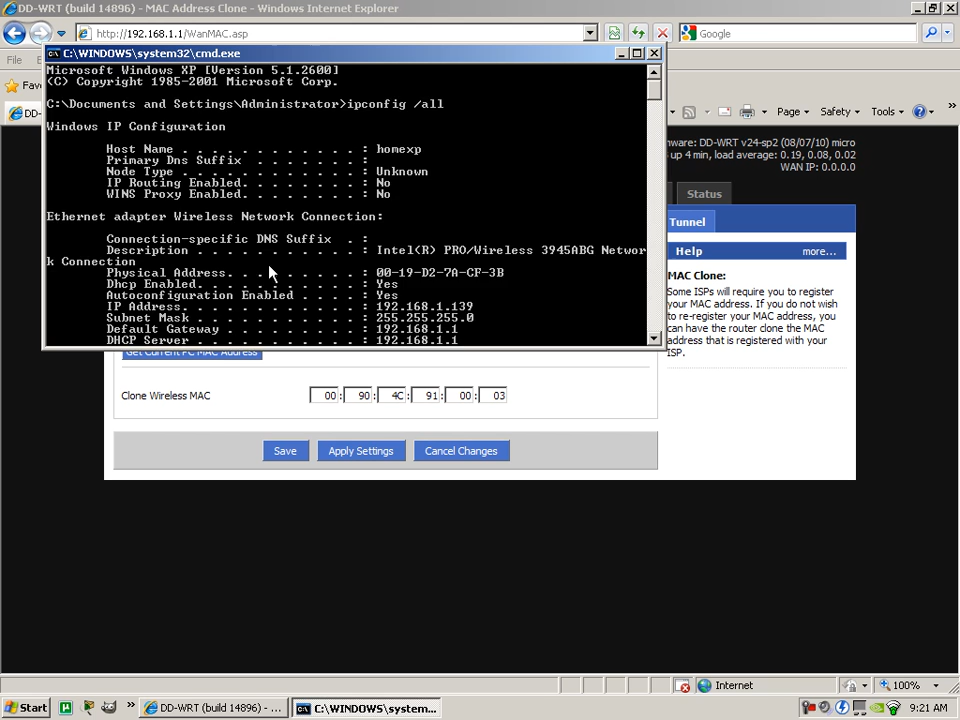 DD-WRT (build 14896) - MAC Address Clone - Windows Internet Explorer
http://192.168.1.1/WanMAC.asp
Google
File
Fav
Page
Safety
Tools
»
DD-
C:\WINDOWS\system32\cmd.exe
Microsoft Windows XP [Version 5.1.2600]
(C) Copyright 1985-2001 Microsoft Corp.
C:\Documents and Settings\Administrator>ipconfig /all
Windows IP Configuration
Host Name . . . . . . . . . . . . : homexp
Primary Dns Suffix . . . . . . . :
Node Type . . . . . . . . . . . . : Unknown
IP Routing Enabled. . . . . . . . : No
WINS Proxy Enabled. . . . . . . . : No
Ethernet adapter Wireless Network Connection:
Connection-specific DNS Suffix . :
Description . . . . . . . . . . . : Intel(R) PRO/Wireless 3945ABG Networ
k Connection
Physical Address. . . . . . . . . : 00-19-D2-7A-CF-3B
Dhcp Enabled. . . . . . . . . . . : Yes
Autoconfiguration Enabled . . . . : Yes
IP Address. . . . . . . . . . . . : 192.168.1.139
Subnet Mask . . . . . . . . . . . : 255.255.255.0
Default Gateway . . . . . . . . . : 192.168.1.1
DHCP Server . . . . . . . . . . . : 192.168.1.1
nware: DD-WRT v24-sp2 (08/07/10) micro
up 4 min, load average: 0.19, 0.08, 0.02
WAN IP: 0.0.0.0
Status
Tunnel
Help
more...
MAC Clone:
Some ISPs will require you to register
your MAC address. If you do not wish
to re-register your MAC address, you
can have the router clone the MAC
address that is registered with your
ISP.
Get Current PC MAC Address
Clone Wireless MAC
00 : 90 : 4C : 91 : 00 : 03
Save
Apply Settings
Cancel Changes
Internet
100%
Start
»
DD-WRT (build 14896) - ...
C:\WINDOWS\system...
9:21 AM